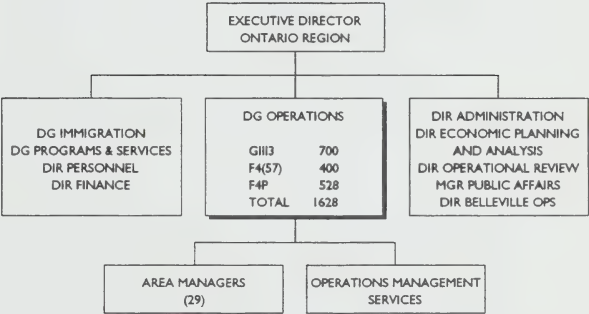 EXECUTIVE DIRECTOR
ONTARIO REGION
DG IMMIGRATION
DG PROGRAMS & SERVICES
DIR PERSONNEL
DIR FINANCE
DG OPERATIONS
GIII3 700
F4(57) 400
F4P 528
TOTAL 1628
DIR ADMINISTRATION
DIR ECONOMIC PLANNING
AND ANALYSIS
DIR OPERATIONAL REVIEW
MGR PUBLIC AFFAIRS
DIR BELLEVILLE OPS
AREA MANAGERS
(29)
OPERATIONS MANAGEMENT
SERVICES